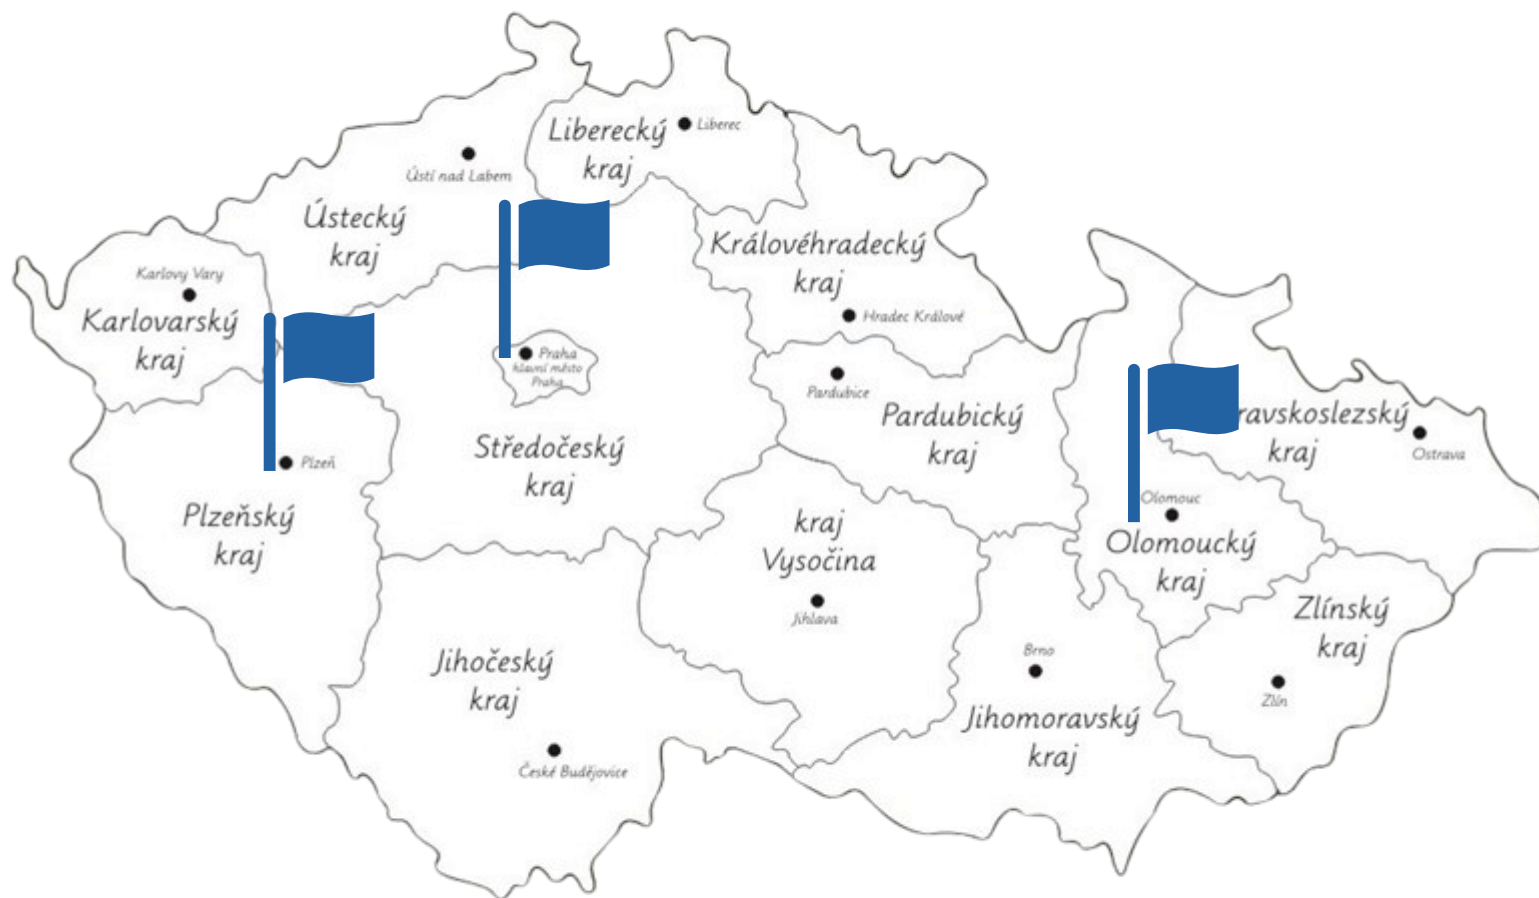 Liberecký
kraj
Liberec
Ústí nad Labem
Ústecký
kraj
Královéhradecký
kraj
Hradec Králové
Karlovy Vary
Karlovarský
kraj
Praha
hlavní město
Praha
Pardubice
Pardubický
kraj
ravskoslezský
kraj
Ostrava
Středočeský
kraj
Plzeň
Plzeňský
kraj
kraj
Vysočina
Jihlava
Olomouc
Olomoucký
kraj
Zlínský
kraj
Zlín
Jihočeský
kraj
České Budějovice
Brno
Jihomoravský
kraj